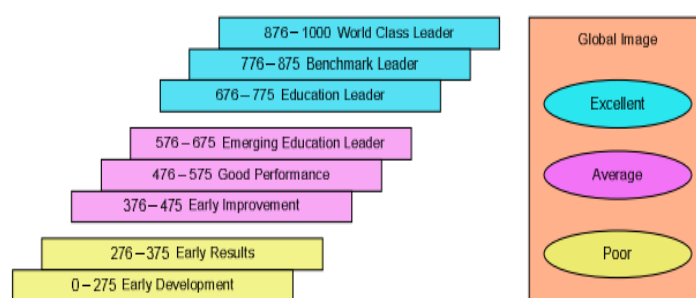 876–1000 World Class Leader
776–875 Benchmark Leader
676–775 Education Leader
576–675 Emerging Education Leader
476–575 Good Performance
376–475 Early Improvement
276–375 Early Results
0–275 Early Development
Global Image
Excellent
Average
Poor